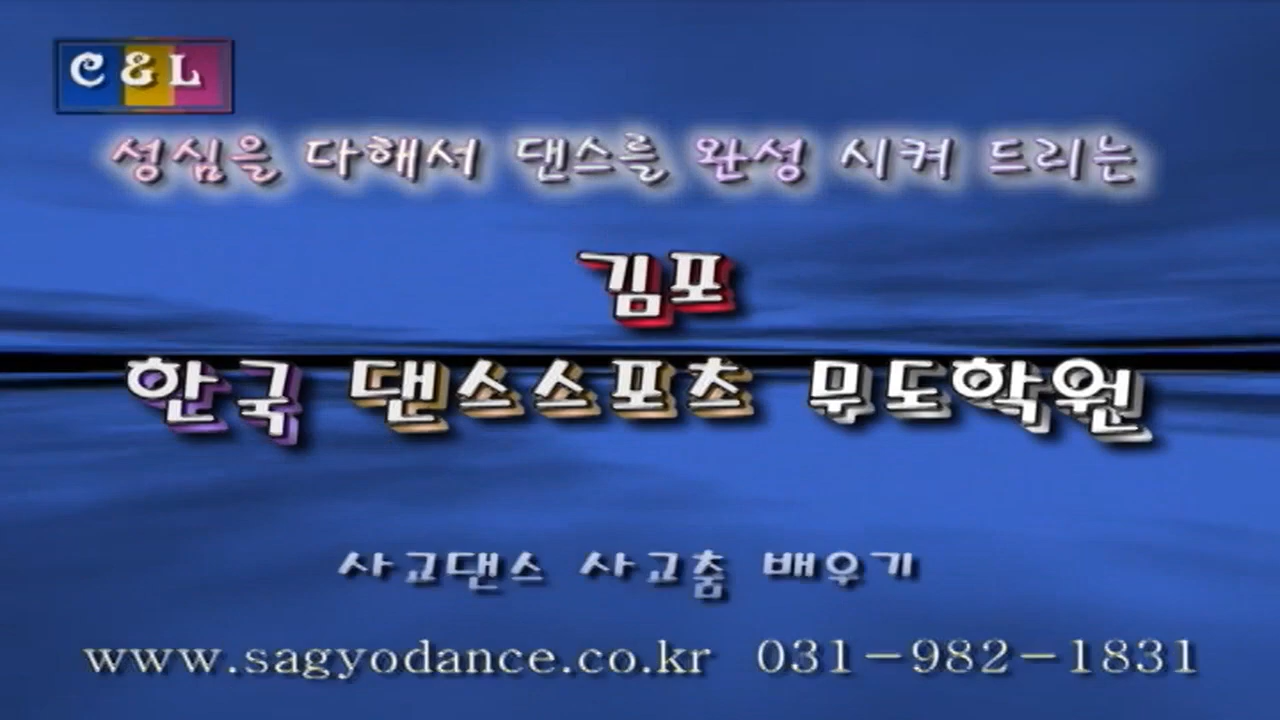 C & L
성심을 다해서 댄스를 완성 시켜 드리는
김포
한국 댄스스포츠 무도학원
사교댄스 사교춤 배우기
www.sagyodance.co.kr 031-982-1831